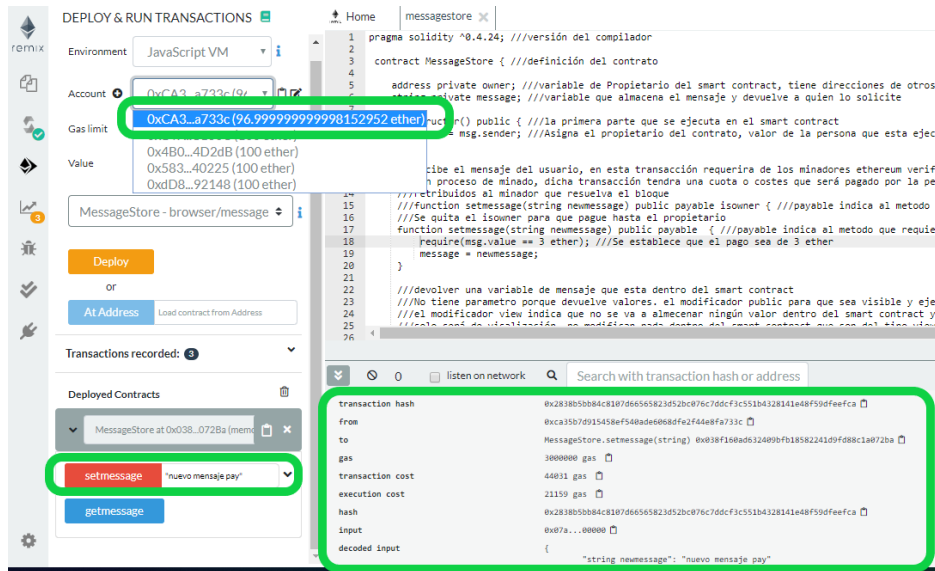 remix
DEPLOY & RUN TRANSACTIONS
Environment
JavaScript VM
i
Account
0xCA3...a733c (9
0xCA3...a733c (96.999999999998152952 ether)
Gas limit
0x4B0...4D2dB (100 ether)
Value
0x583...40225 (100 ether)
0xdD8...92148 (100 ether)
MessageStore - browser/message
i
3
Deploy
or
At Address
Load contract from Address
Transactions recorded: 3
Deployed Contracts
MessageStore at 0x038...072Ba (memo
setmessage
"nuevo mensaje pay"
getmessage
Home
messagestore
1 pragma solidity ^0.4.24; ///versión del compilador
2
3 contract MessageStore { ///definición del contrato
4
5 address private owner; ///variable de Propietario del smart contract, tiene direcciones de otros
6 string private message; ///variable que almacena el mensaje y devuelve a quien lo solicite
7
ructor() public { ///la primera parte que se ejecuta en el smart contract
= msg.sender; ///Asigna el propietario del contrato, valor de la persona que esta ejec
cibe el mensaje del usuario, en esta transacción requerira de los minadores ethereum verif
n proceso de minado, dicha transacción tendra una cuota o costes que será pagado por la pe
14 ///retribuidos al minador que resuelva el bloque
15 ///function setmessage(string newmessage) public payable isowner { ///payable indica al metodo
16 ///Se quita el isowner para que pague hasta el propietario
17 function setmessage(string newmessage) public payable { ///payable indica al metodo que requie
18 require(msg.value == 3 ether); ///Se establece que el pago sea de 3 ether
19 message = newmessage;
20 }
21
22 ///devolver una variable de mensaje que esta dentro del smart contract
23 ///No tiene parametro porque devuelve valores. el modificador public para que sea visible y eje
24 ///el modificador view indica que no se va a almecenar ningún valor dentro del smart contract y
25
26
0
listen on network
Search with transaction hash or address
transaction hash 0x2838b5bb84c8107d66565823d52bc076c7ddcf3c551b4328141e48f59dfeefca
from 0xca35b7d915458ef540ade6068dfe2f44e8fa733c
to MessageStore.setmessage(string) 0x038f160ad632409bfb18582241d9fd88c1a072ba
gas 3000000 gas
transaction cost 44031 gas
execution cost 21159 gas
hash 0x2838b5bb84c8107d66565823d52bc076c7ddcf3c551b4328141e48f59dfeefca
input 0x07a...00000
decoded input {
"string newmessage": "nuevo mensaje pay"